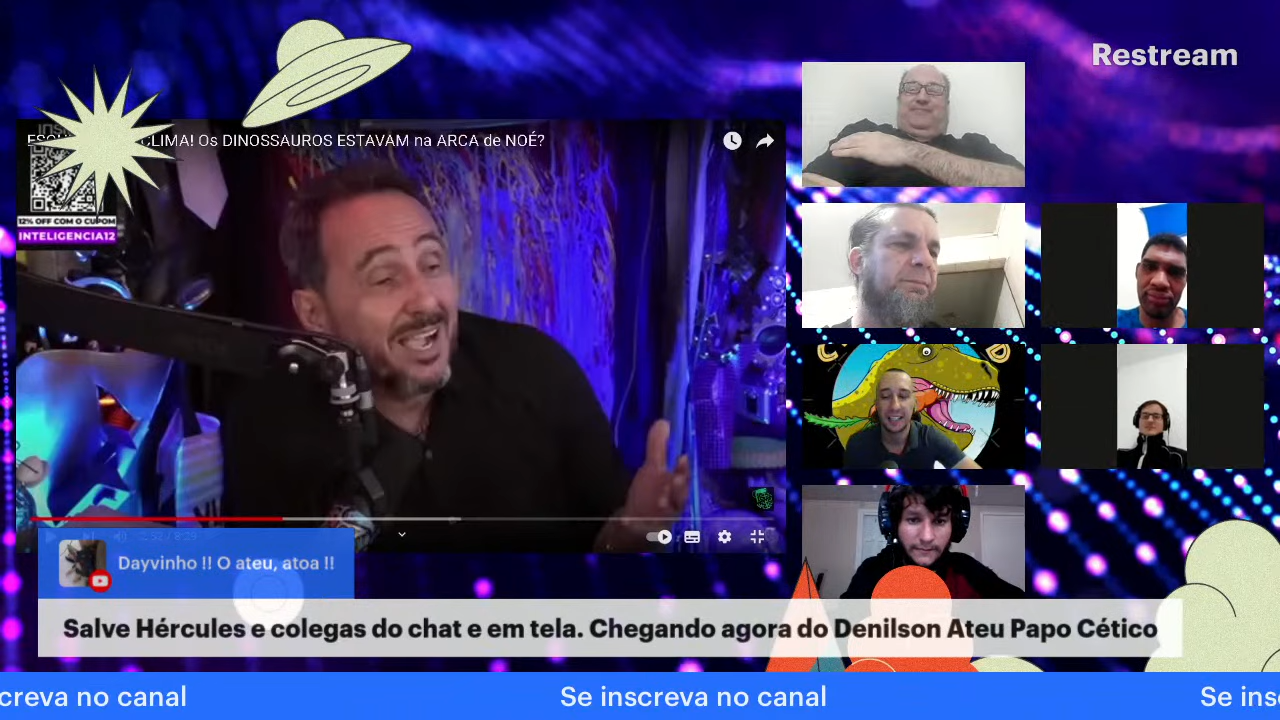 Restream
CLIMA! Os DINOSSAUROS ESTAVAM na ARCA de NOÉ?
12% OFF COM O CUPOM
INTELIGENCIA12
Dayvinho !! O ateu, atoa !!
Salve Hércules e colegas do chat e em tela. Chegando agora do Denilson Ateu Papo Cético
creva no canal
Se inscreva no canal
Se ins